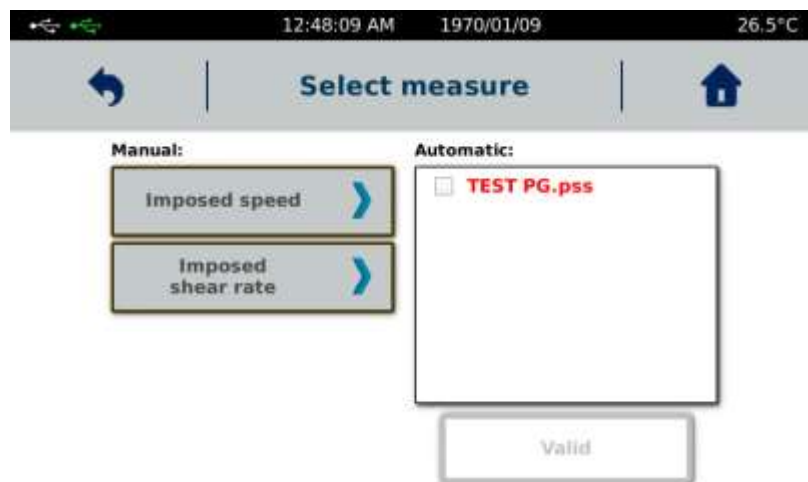 12:48:09 AM 1970/01/09 26.5°C
Select measure
Manual:
Imposed speed
Imposed
shear rate
Automatic:
TEST PG.pss
Valid